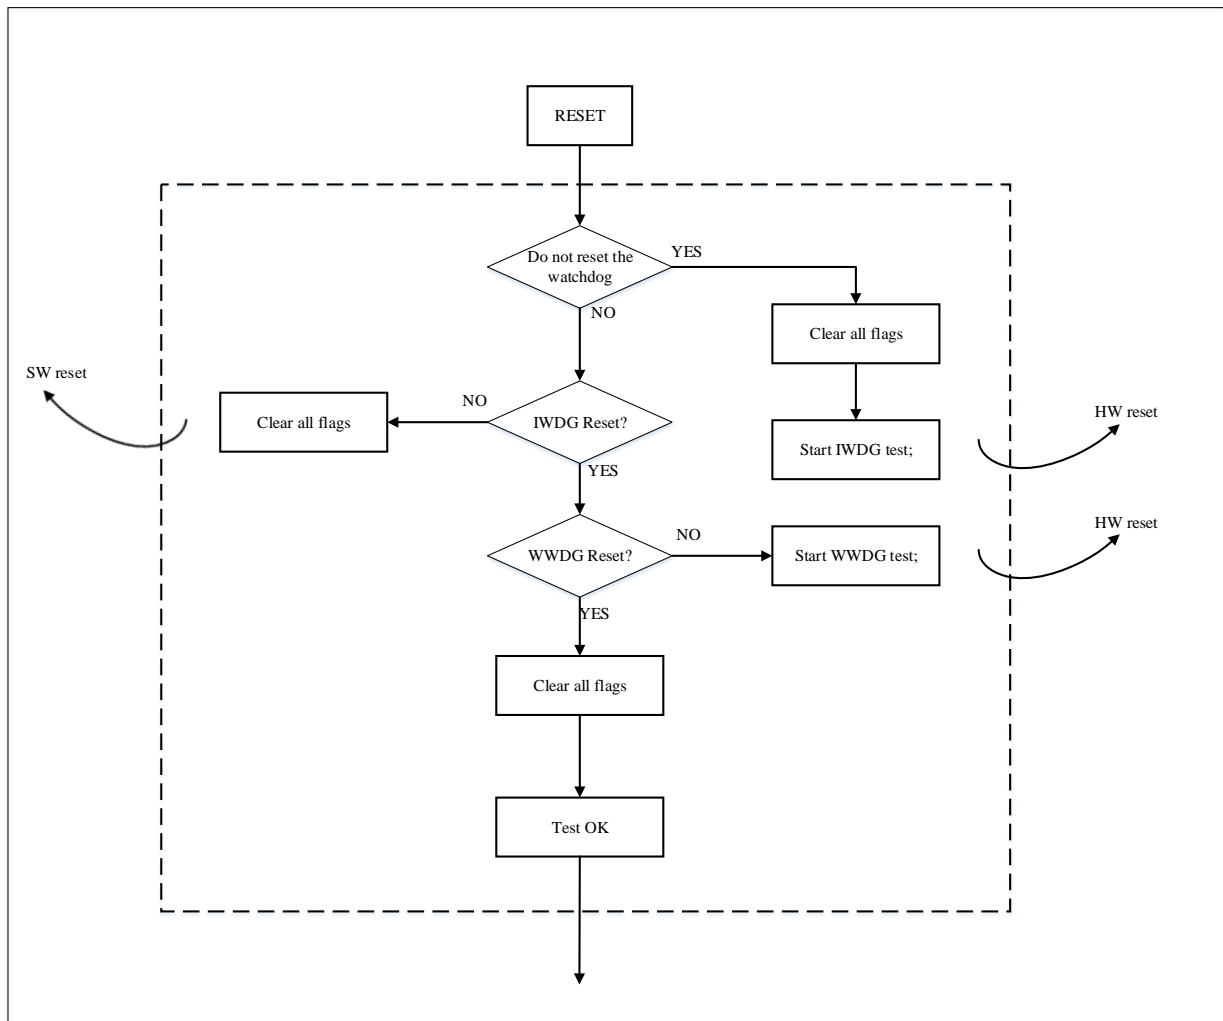 RESET
Do not reset the
watchdog
YES
NO
Clear all flags
SW reset
Clear all flags
NO
IWDG Reset?
YES
Start IWDG test;
HW reset
WWDG Reset?
NO
Start WWDG test;
HW reset
YES
Clear all flags
Test OK